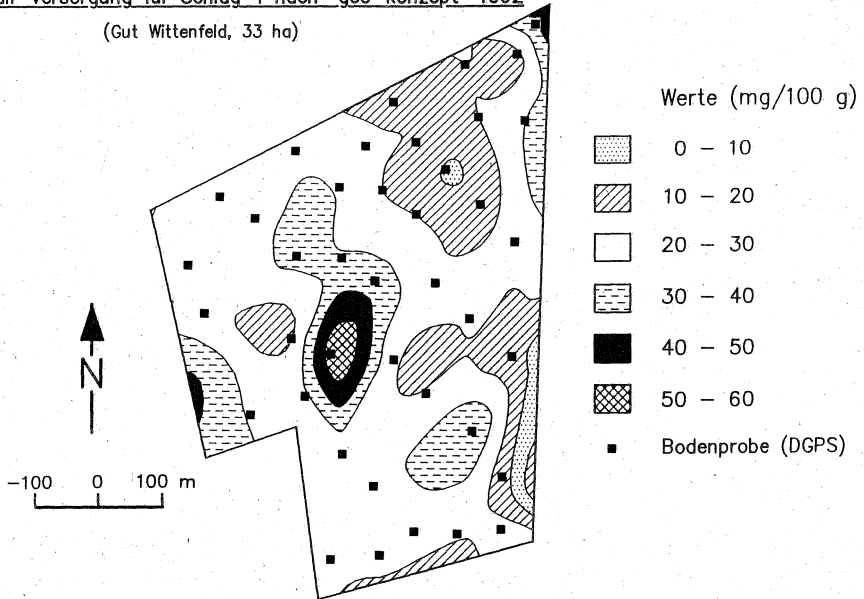 Versorgung für Schlag 1 nach gos Konzept 1992
(Gut Wittenfeld, 33 ha)
Werte (mg/100 g)
0 – 10
10 – 20
20 – 30
30 – 40
40 – 50
50 – 60
Bodenprobe (DGPS)
N
-100 0 100 m